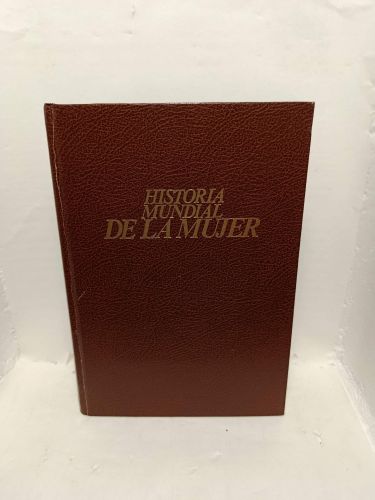 HISTORIA
MUNDIAL
DE LA MUJER